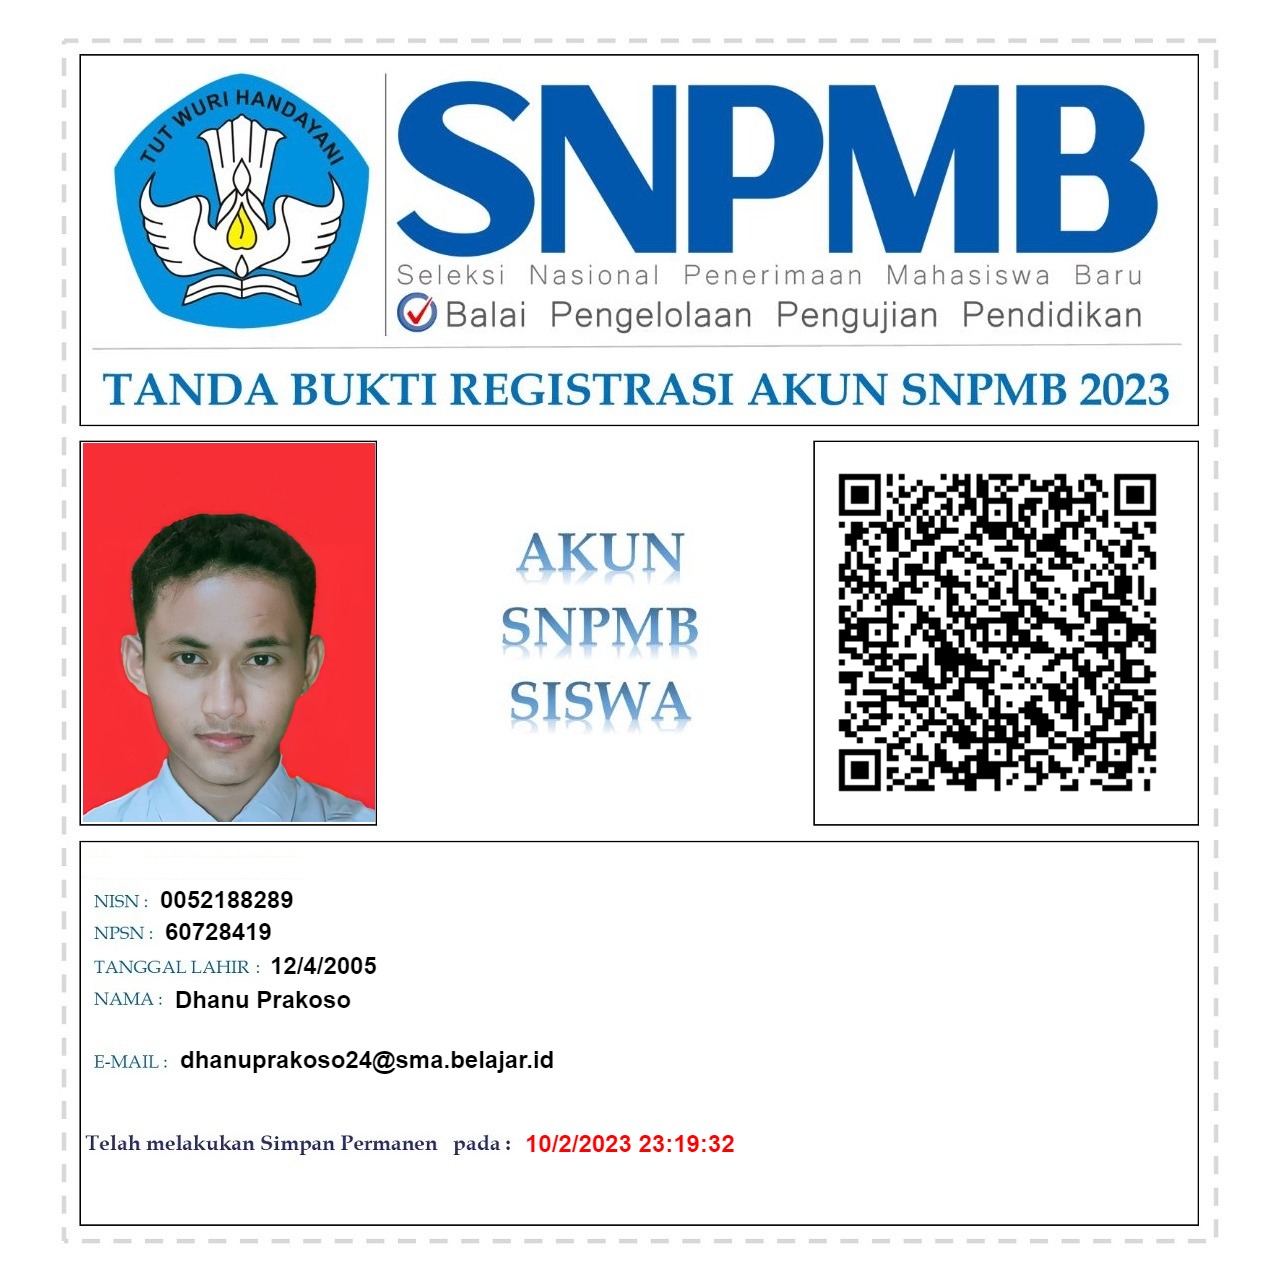 TUT WURI HANDAYANI
SNPMB
Seleksi Nasional Penerimaan Mahasiswa Baru
Balai Pengelolaan Pengujian Pendidikan
TANDA BUKTI REGISTRASI AKUN SNPMB 2023
AKUN
SNPMB
SISWA
NISN : 0052188289
NPSN : 60728419
TANGGAL LAHIR : 12/4/2005
NAMA : Dhanu Prakoso
E-MAIL : dhanuprakoso24@sma.belajar.id
Telah melakukan Simpan Permanen pada : 10/2/2023 23:19:32